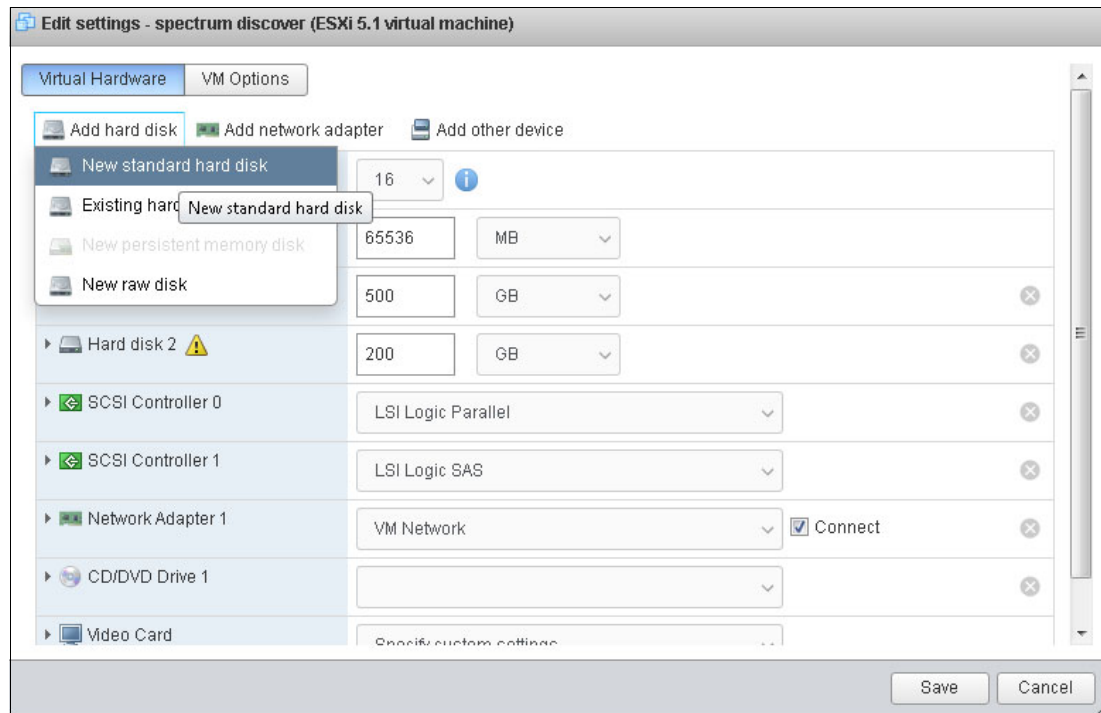 Edit settings - spectrum discover (ESXi 5.1 virtual machine)
Virtual Hardware VM Options
Add hard disk Add network adapter Add other device
New standard hard disk
16
Existing hard
New standard hard disk
65536 MB
New persistent memory disk
New raw disk
500 GB
Hard disk 2
200 GB
SCSI Controller 0
LSI Logic Parallel
SCSI Controller 1
LSI Logic SAS
Network Adapter 1
VM Network Connect
CD/DVD Drive 1
Video Card
Specify custom settings
Save Cancel